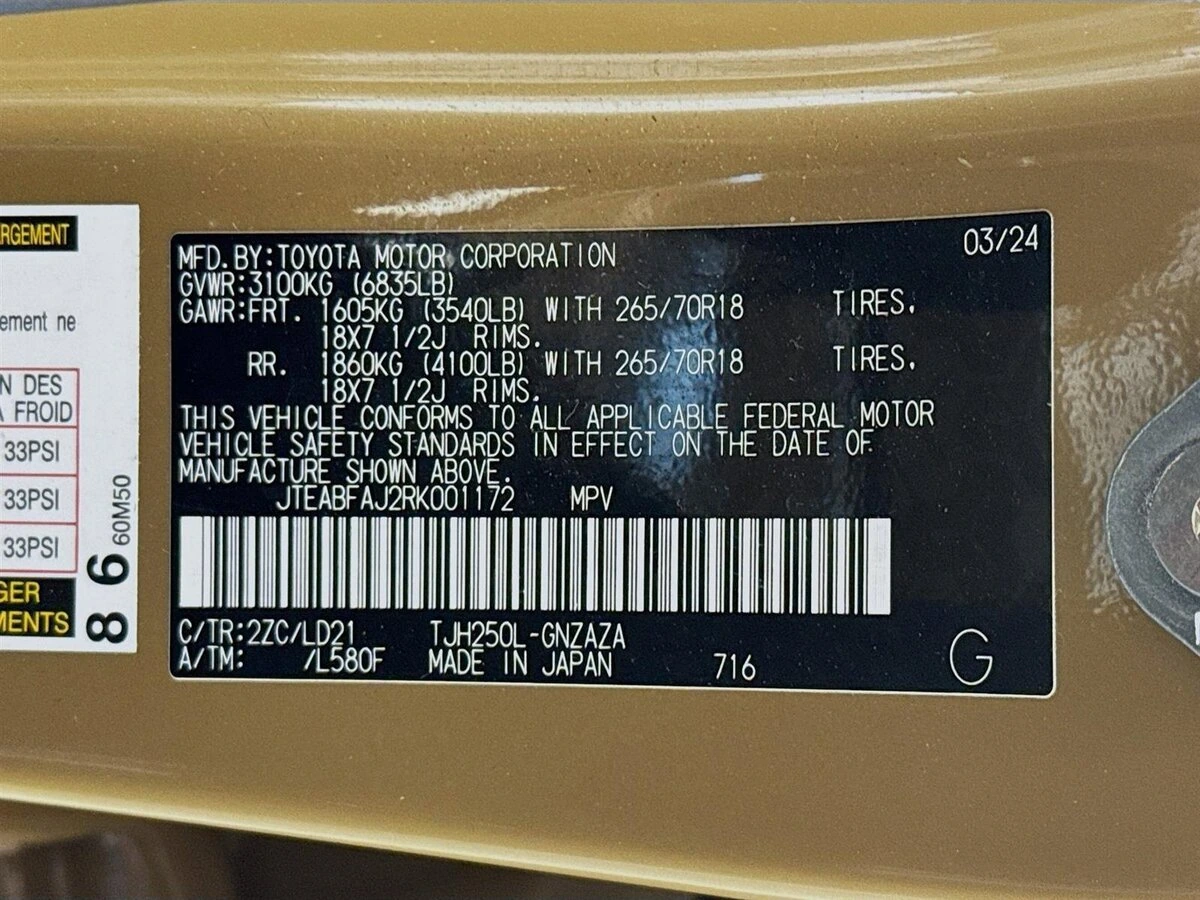 RGEMENT
ement ne
N DES
A FROID
33PSI
33PSI
33PSI
GER
MENTS
60M50
86
MFD. BY: TOYOTA MOTOR CORPORATION 03/24
GVWR: 3100KG (6835LB)
GAWR: FRT. 1605KG (3540LB) WITH 265/70R18 TIRES.
18X7 1/2J RIMS.
RR. 1860KG (4100LB) WITH 265/70R18 TIRES.
18X7 1/2J RIMS.
THIS VEHICLE CONFORMS TO ALL APPLICABLE FEDERAL MOTOR
VEHICLE SAFETY STANDARDS IN EFFECT ON THE DATE OF
MANUFACTURE SHOWN ABOVE.
JTEABFAJ2RK001172 MPV
C/TR: 2ZC/LD21 TJH250L-GNZAZA
A/TM: /L580F MADE IN JAPAN 716 G